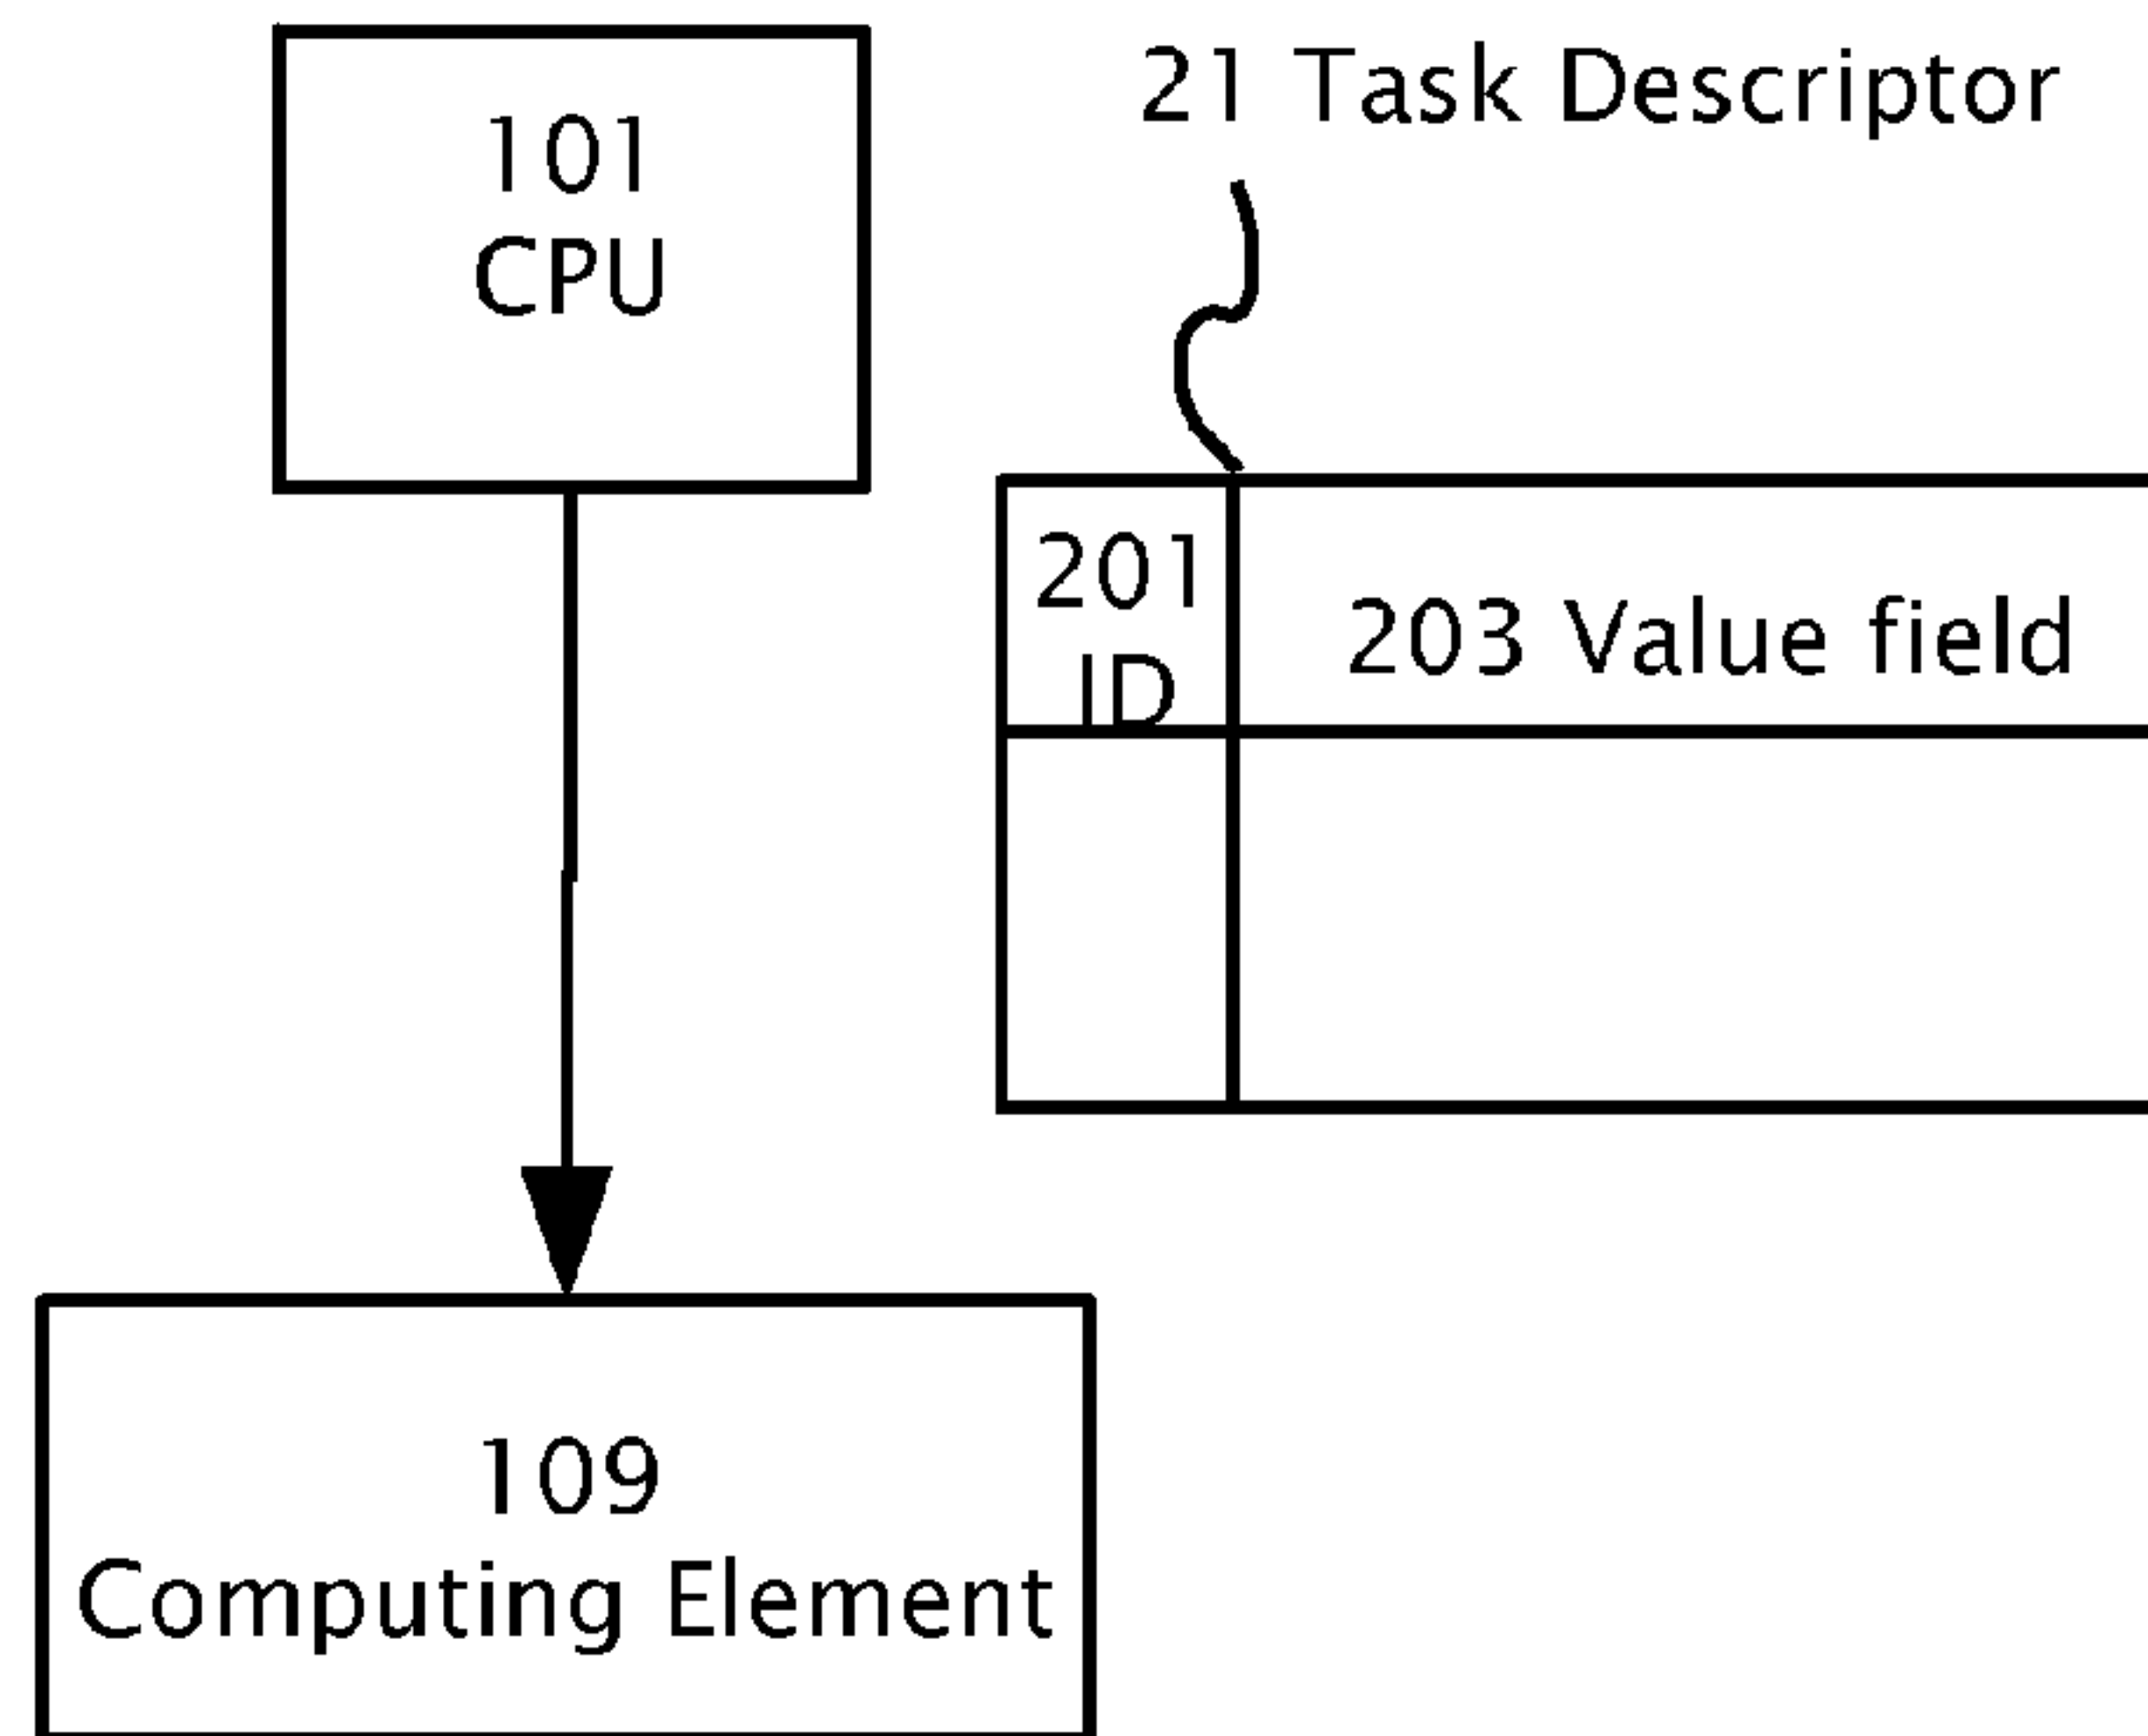 101
CPU
21 Task Descriptor
201
ID
203 Value field
109
Computing Element